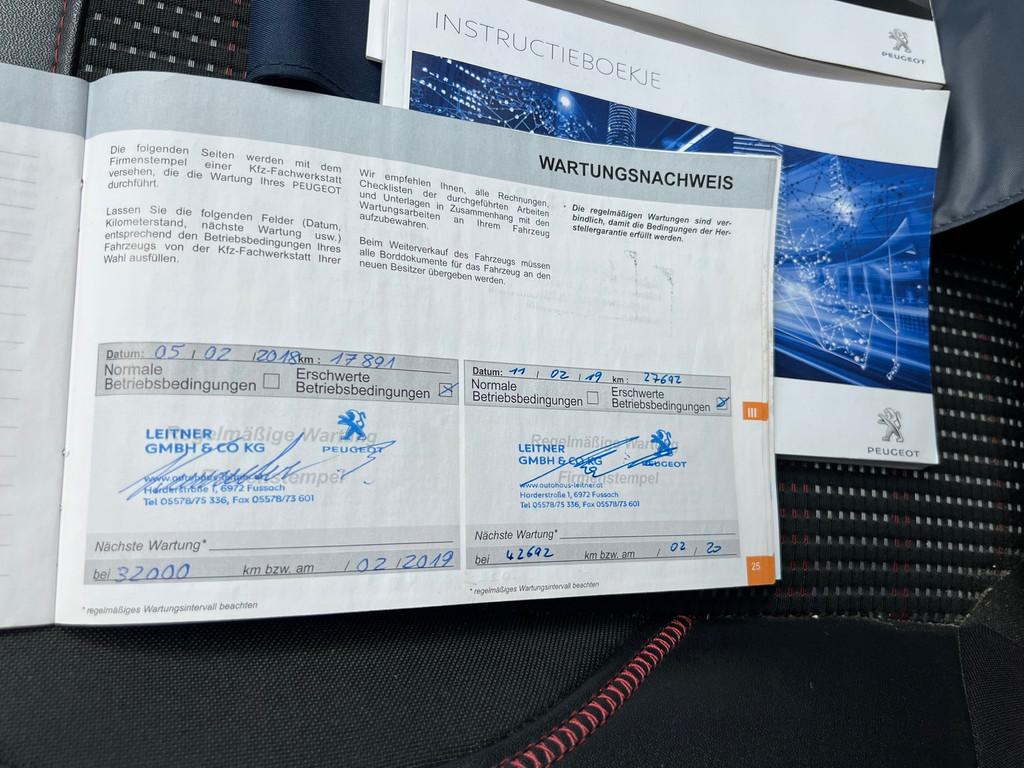 INSTRUCTIEBOEKJE
PEUGEOT
PEUGEOT
WARTUNGSNACHWEIS
Die folgenden Seiten werden mit dem
Firmenstempel einer Kfz-Fachwerkstatt
versehen, die die Wartung Ihres PEUGEOT
durchführt.
Lassen Sie die folgenden Felder (Datum,
Kilometerstand, nächste Wartung usw.)
entsprechend den Betriebsbedingungen Ihres
Fahrzeugs von der Kfz-Fachwerkstatt Ihrer
Wahl ausfüllen.
Wir empfehlen Ihnen, alle Rechnungen,
Checklisten der durchgeführten Arbeiten
und Unterlagen in Zusammenhang mit den
Wartungsarbeiten an Ihrem Fahrzeug
aufzubewahren.
Beim Weiterverkauf des Fahrzeugs müssen
alle Borddokumente für das Fahrzeug an den
neuen Besitzer übergeben werden.
* Die regelmäßigen Wartungen sind ver-
bindlich, damit die Bedingungen der Her-
stellergarantie erfüllt werden.
Datum: 05 / 02 / 2018 km : 17891
Normale
Betriebsbedingungen
Erschwerte
Betriebsbedingungen
Regelmäßige Wartung
Firmenstempel
LEITNER
GMBH & CO KG
PEUGEOT
Harderstraße 1, 6972 Fussach
Tel 05578/75 336, Fax 05578/73 601
Nächste Wartung*
bei 32000 km bzw. am / 02 / 2019
* regelmäßiges Wartungsintervall beachten
Datum: 11 / 02 / 19 km : 27692
Normale
Betriebsbedingungen
Erschwerte
Betriebsbedingungen
Regelmäßige Wartung
Firmenstempel
LEITNER
GMBH & CO KG
PEUGEOT
www.autohaus-leitner.at
Harderstraße 1, 6972 Fussach
Tel 05578/75 336, Fax 05578/73 601
Nächste Wartung*
bei 42692 km bzw. am / 02 / 20
* regelmäßiges Wartungsintervall beachten
III
25